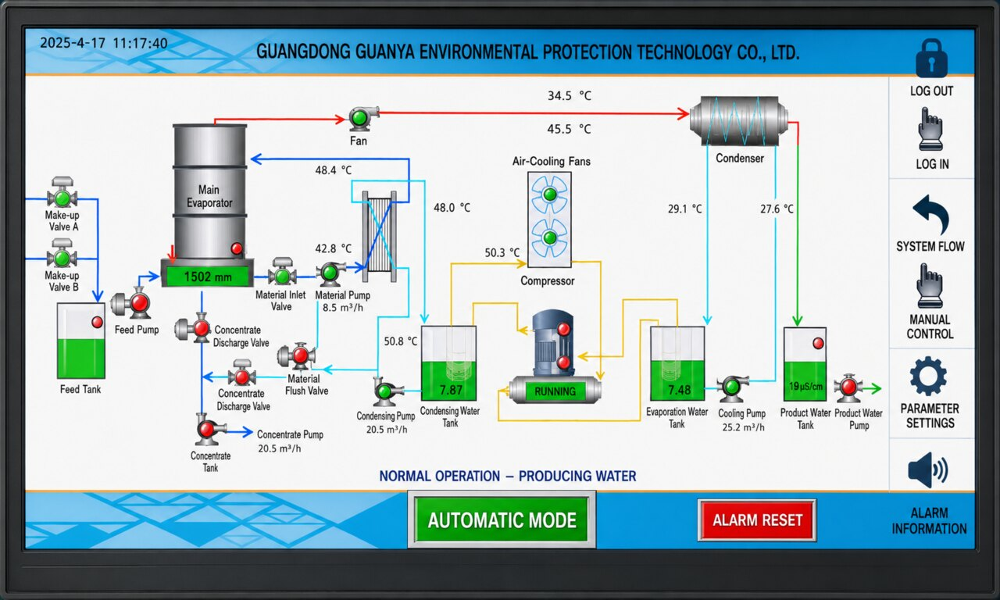 2025-4-17 11:17:40
GUANGDONG GUANYA ENVIRONMENTAL PROTECTION TECHNOLOGY CO., LTD.
LOG OUT
LOG IN
SYSTEM FLOW
MANUAL
CONTROL
PARAMETER
SETTINGS
ALARM
INFORMATION
34.5 °C
45.5 °C
Fan
Condenser
Main
Evaporator
1502 mm
48.4 °C
Air-Cooling Fans
Make-up
Valve A
Make-up
Valve B
48.0 °C
29.1 °C
27.6 °C
42.8 °C
50.3 °C
Compressor
Material Inlet
Valve
Material Pump
8.5 m³/h
Feed Pump
Feed Tank
Concentrate
Discharge Valve
50.8 °C
Material
Flush Valve
Concentrate
Discharge Valve
7.87
RUNNING
7.48
19 µS/cm
Condensing Pump
20.5 m³/h
Condensing Water
Tank
Evaporation Water
Tank
Cooling Pump
25.2 m³/h
Product Water
Tank
Product Water
Pump
Concentrate Pump
20.5 m³/h
Concentrate
Tank
NORMAL OPERATION – PRODUCING WATER
AUTOMATIC MODE
ALARM RESET